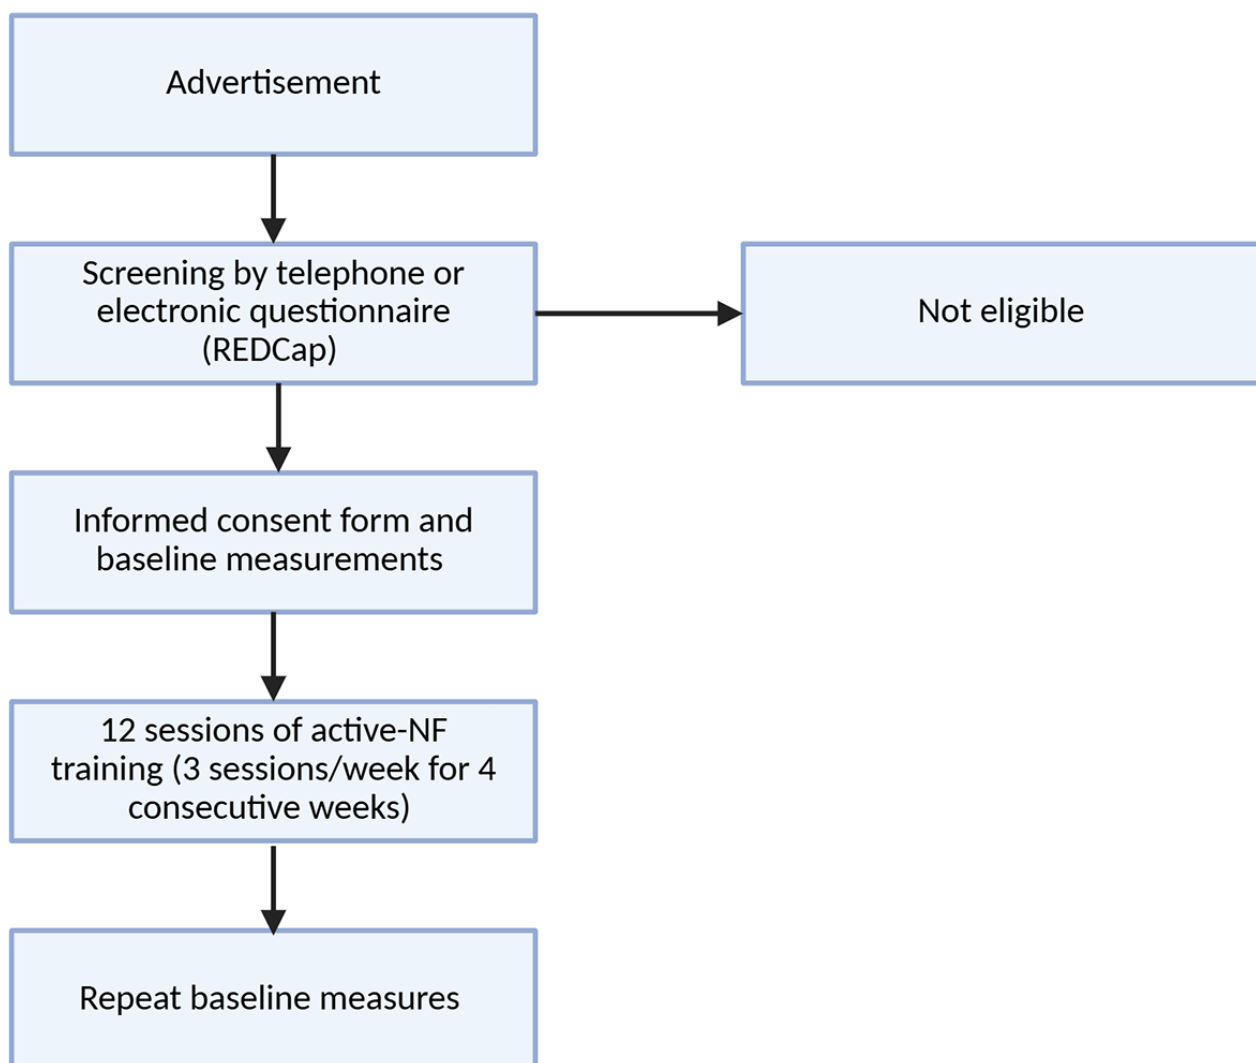 Advertisement
Screening by telephone or
electronic questionnaire
(REDCap)
Not eligible
Informed consent form and
baseline measurements
12 sessions of active-NF
training (3 sessions/week for 4
consecutive weeks)
Repeat baseline measures